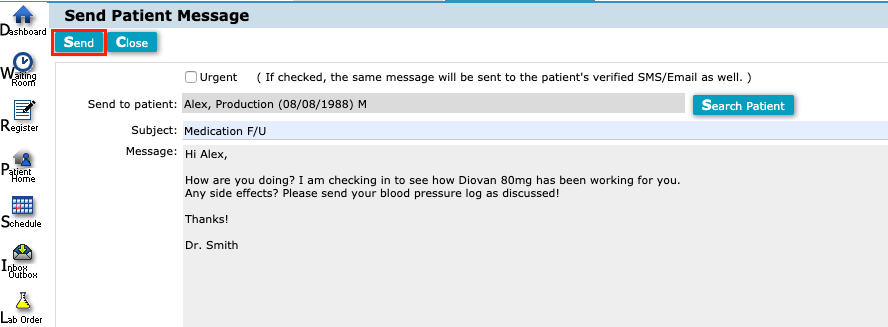 Send Patient Message
Dashboard
Send Close
Waiting
Room
Urgent ( If checked, the same message will be sent to the patient's verified SMS/Email as well. )
Send to patient: Alex, Production (08/08/1988) M Search Patient
Register
Subject: Medication F/U
Message: Hi Alex,
Patient
Home
How are you doing? I am checking in to see how Diovan 80mg has been working for you.
Any side effects? Please send your blood pressure log as discussed!
Schedule
Thanks!
Dr. Smith
Inbox
Outbox
Lab Order